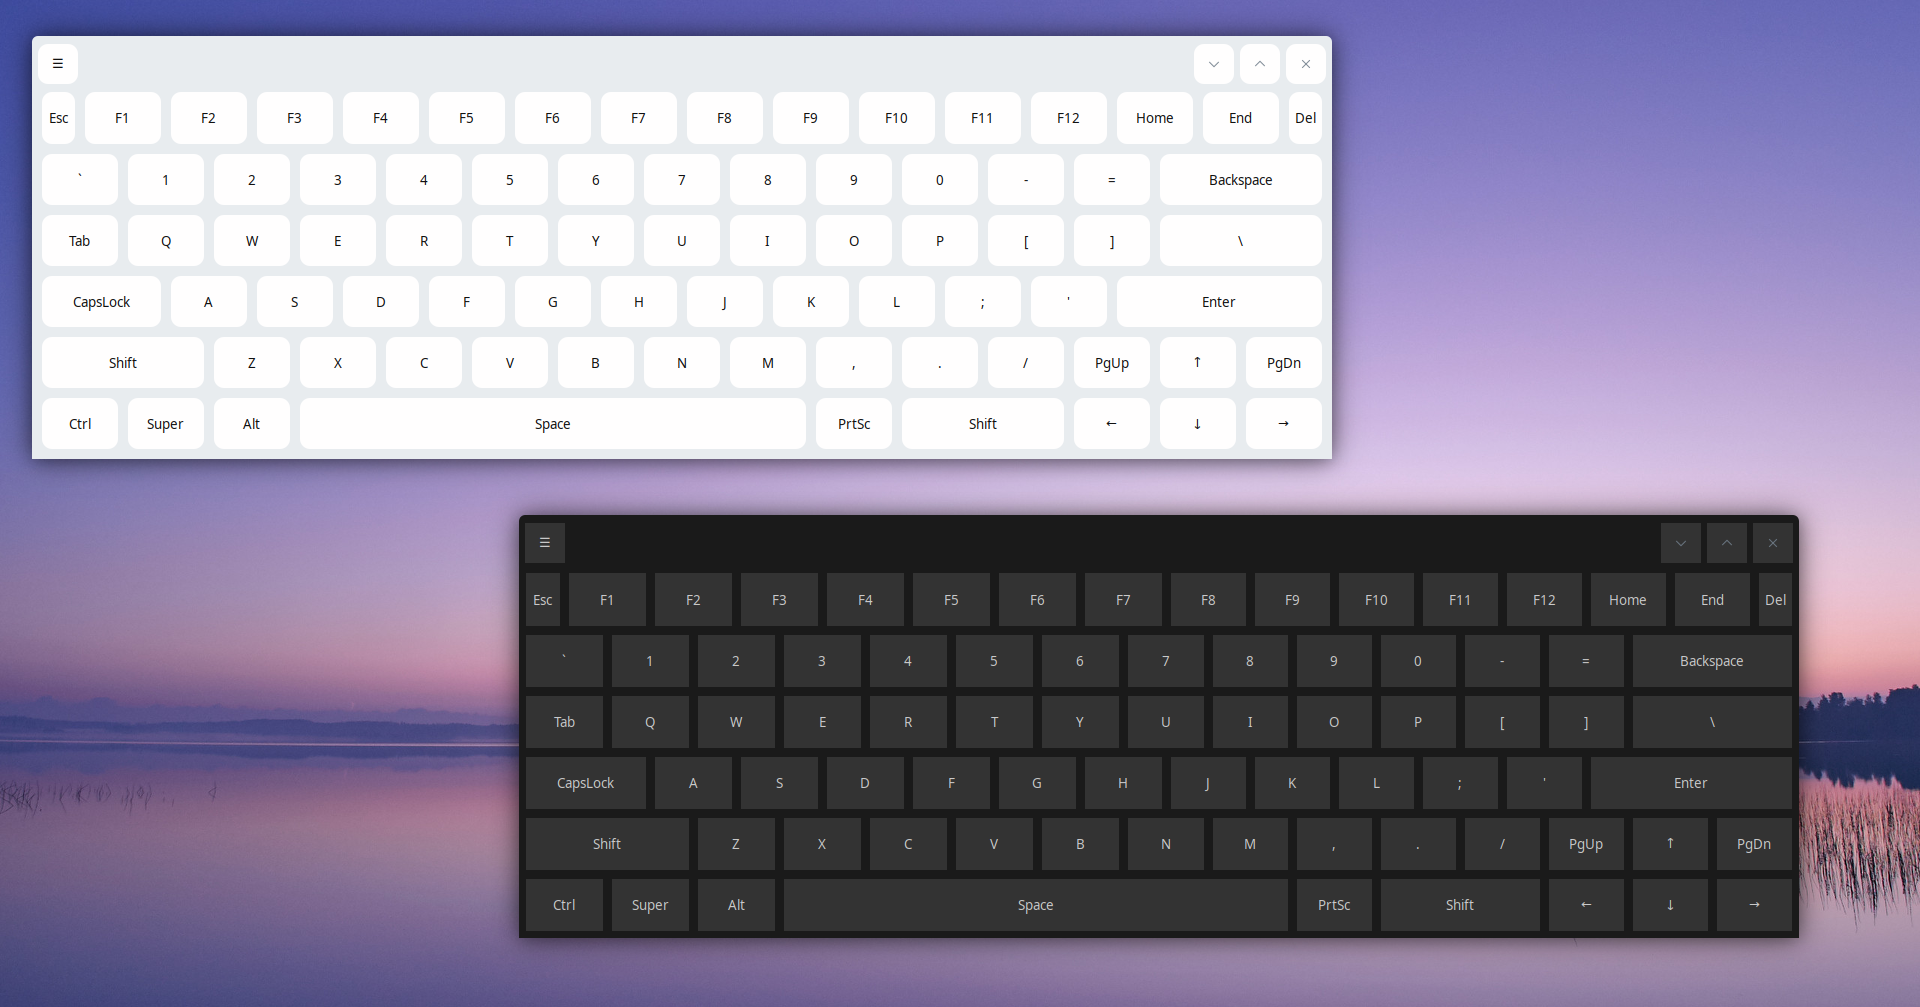 ☰
Esc F1 F2 F3 F4 F5 F6 F7 F8 F9 F10 F11 F12 Home End Del
` 1 2 3 4 5 6 7 8 9 0 - = Backspace
Tab Q W E R T Y U I O P [ ] \
CapsLock A S D F G H J K L ; ' Enter
Shift Z X C V B N M , . / PgUp ↑ PgDn
Ctrl Super Alt Space PrtSc Shift ← ↓ →
☰
Esc F1 F2 F3 F4 F5 F6 F7 F8 F9 F10 F11 F12 Home End Del
` 1 2 3 4 5 6 7 8 9 0 - = Backspace
Tab Q W E R T Y U I O P [ ] \
CapsLock A S D F G H J K L ; ' Enter
Shift Z X C V B N M , . / PgUp ↑ PgDn
Ctrl Super Alt Space PrtSc Shift ← ↓ →